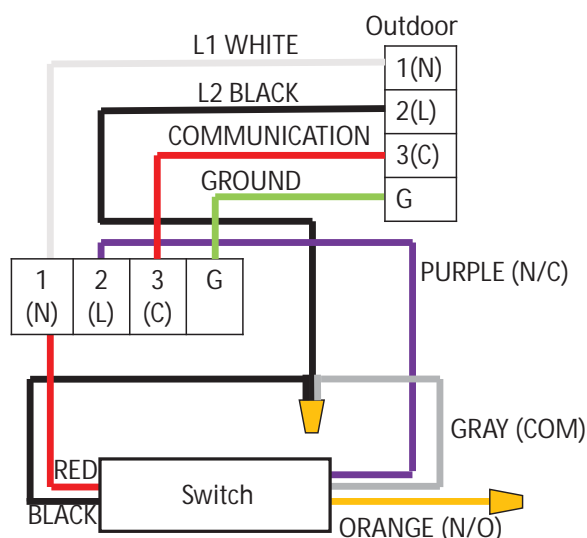 Outdoor
L1 WHITE
1(N)
L2 BLACK
2(L)
COMMUNICATION
3(C)
GROUND
G
1
(N)
2
(L)
3
(C)
G
PURPLE (N/C)
GRAY (COM)
RED
Switch
BLACK
ORANGE (N/O)